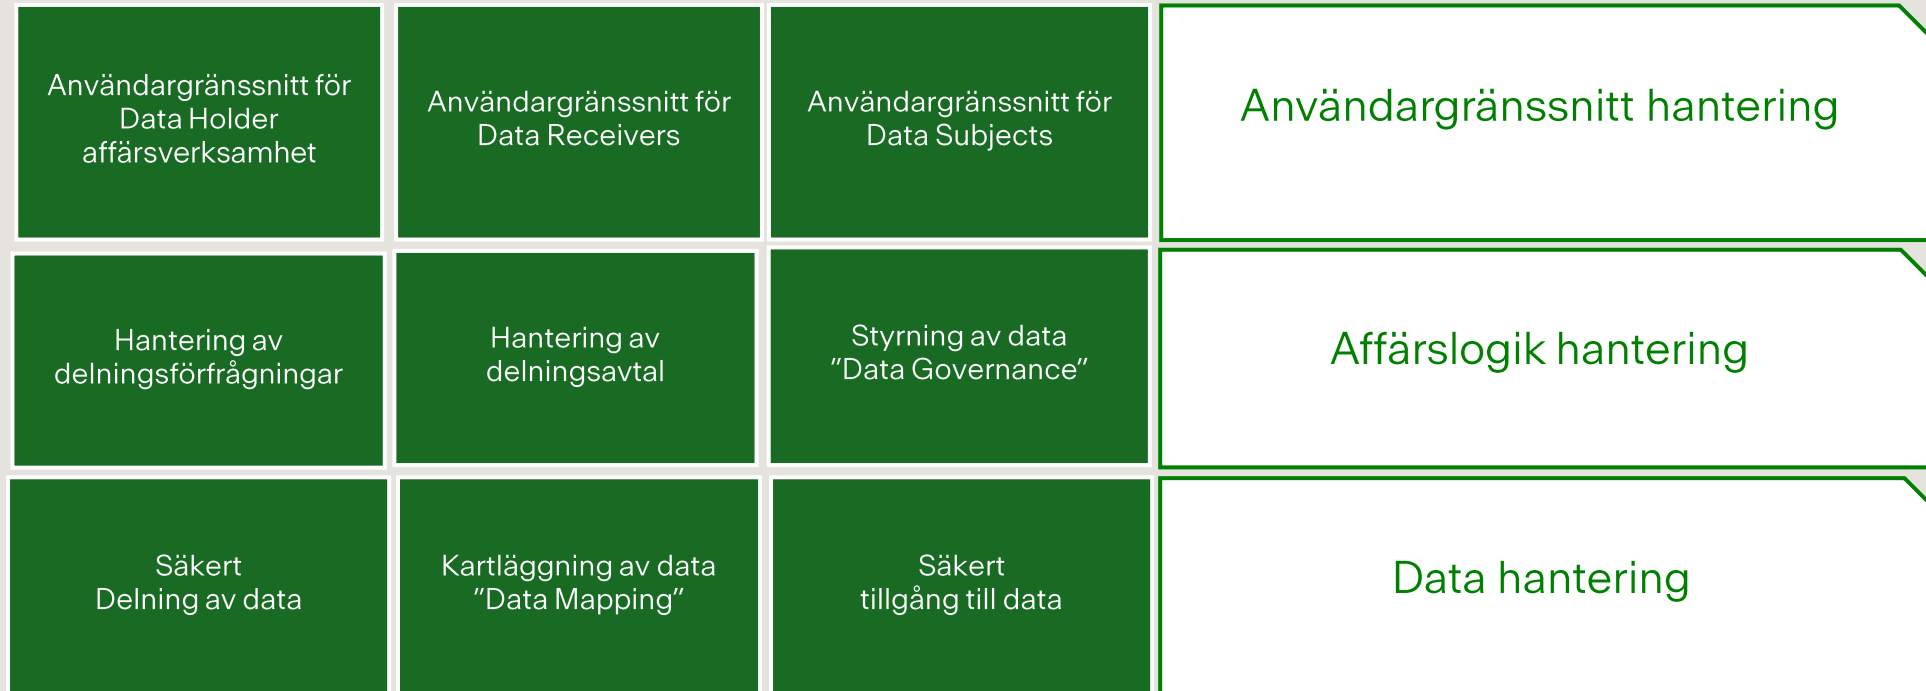 Användargränssnitt för
Data Holder
affärsverksamhet
Användargränssnitt för
Data Receivers
Användargränssnitt för
Data Subjects
Användargränssnitt hantering
Hantering av
delningsförfrågningar
Hantering av
delningsavtal
Styrning av data
”Data Governance”
Affärslogik hantering
Säkert
Delning av data
Kartläggning av data
”Data Mapping”
Säkert
tillgång till data
Data hantering